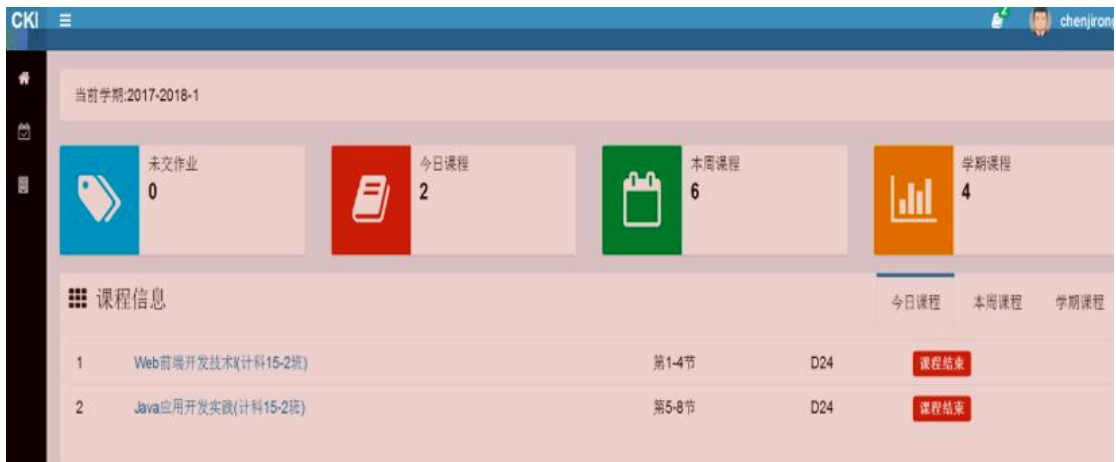 CKI
2
chenjirong
当前学期:2017-2018-1
未交作业
0
今日课程
2
本周课程
6
学期课程
4
课程信息
今日课程 本周课程 学期课程
1 Web前端开发技术(计科15-2班) 第1-4节 D24 课程结束
2 Java应用开发实践(计科15-2班) 第5-8节 D24 课程结束